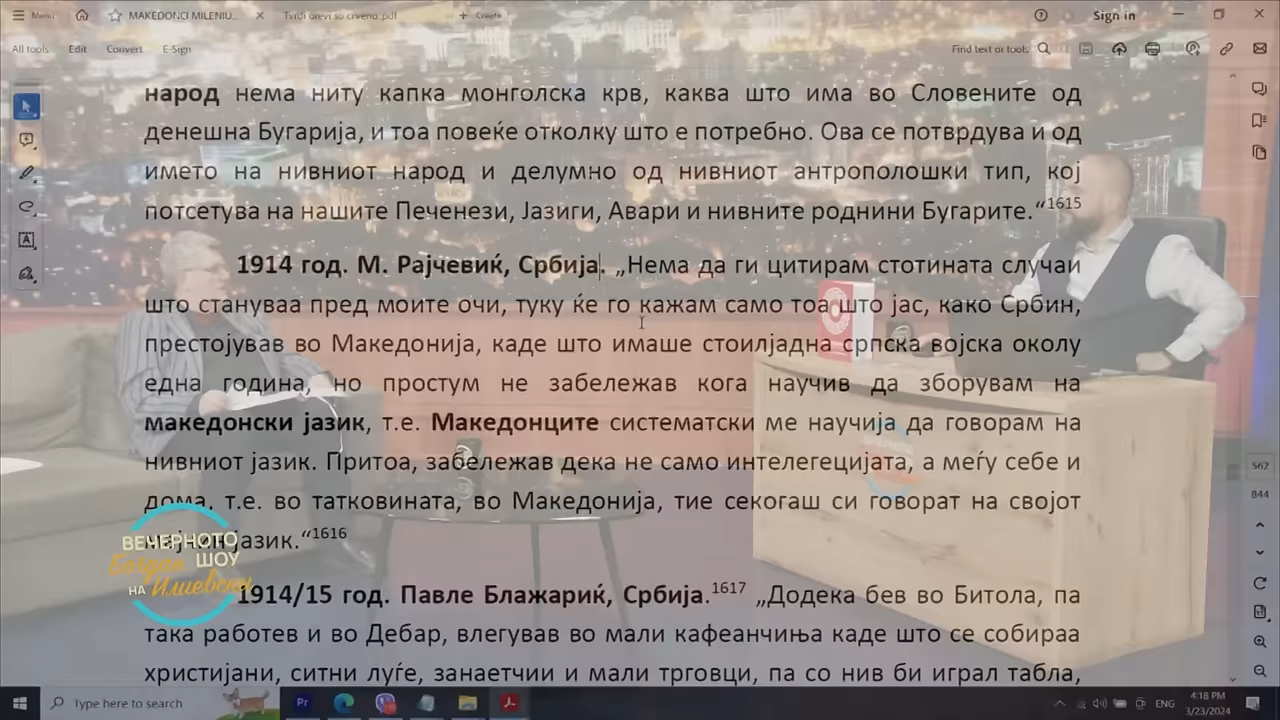 Menu
MAKEDONCI MILENIU...
Tvrdi orevi so crveno.pdf
Create
Sign in
All tools Edit Convert E-Sign
Find text or tools
народ нема ниту капка монголска крв, каква што има во Словените од
денешна Бугарија, и тоа повеќе отколку што е потребно. Ова се потврдува и од
името на нивниот народ и делумно од нивниот антрополошки тип, кој
потсетува на нашите Печенези, Јазиги, Авари и нивните роднини Бугарите.“1615
1914 год. М. Рајчевиќ, Србија. „Нема да ги цитирам стотината случаи
што стануваа пред моите очи, туку ќе го кажам само тоа што јас, како Србин,
престојував во Македонија, каде што имаше стоилјадна српска војска околу
една година, но простум не забележав кога научив да зборувам на
македонски јазик, т.е. Македонците систематски ме научија да говорам на
нивниот јазик. Притоа, забележав дека не само интелегецијата, а меѓу себе и
дома, т.е. во татковината, во Македонија, тие секогаш си говорат на својот
јазик.“1616
1914/15 год. Павле Блажариќ, Србија.1617 „Додека бев во Битола, па
така работев и во Дебар, влегував во мали кафеанчиња каде што се собираа
христијани, ситни луѓе, занаетчии и мали трговци, па со нив би играл табла,
ВЕЧЕРНОТО
ШОУ
НА
Богдан
Илиевски
562
844
Type here to search
ENG
4:18 PM
3/23/2024